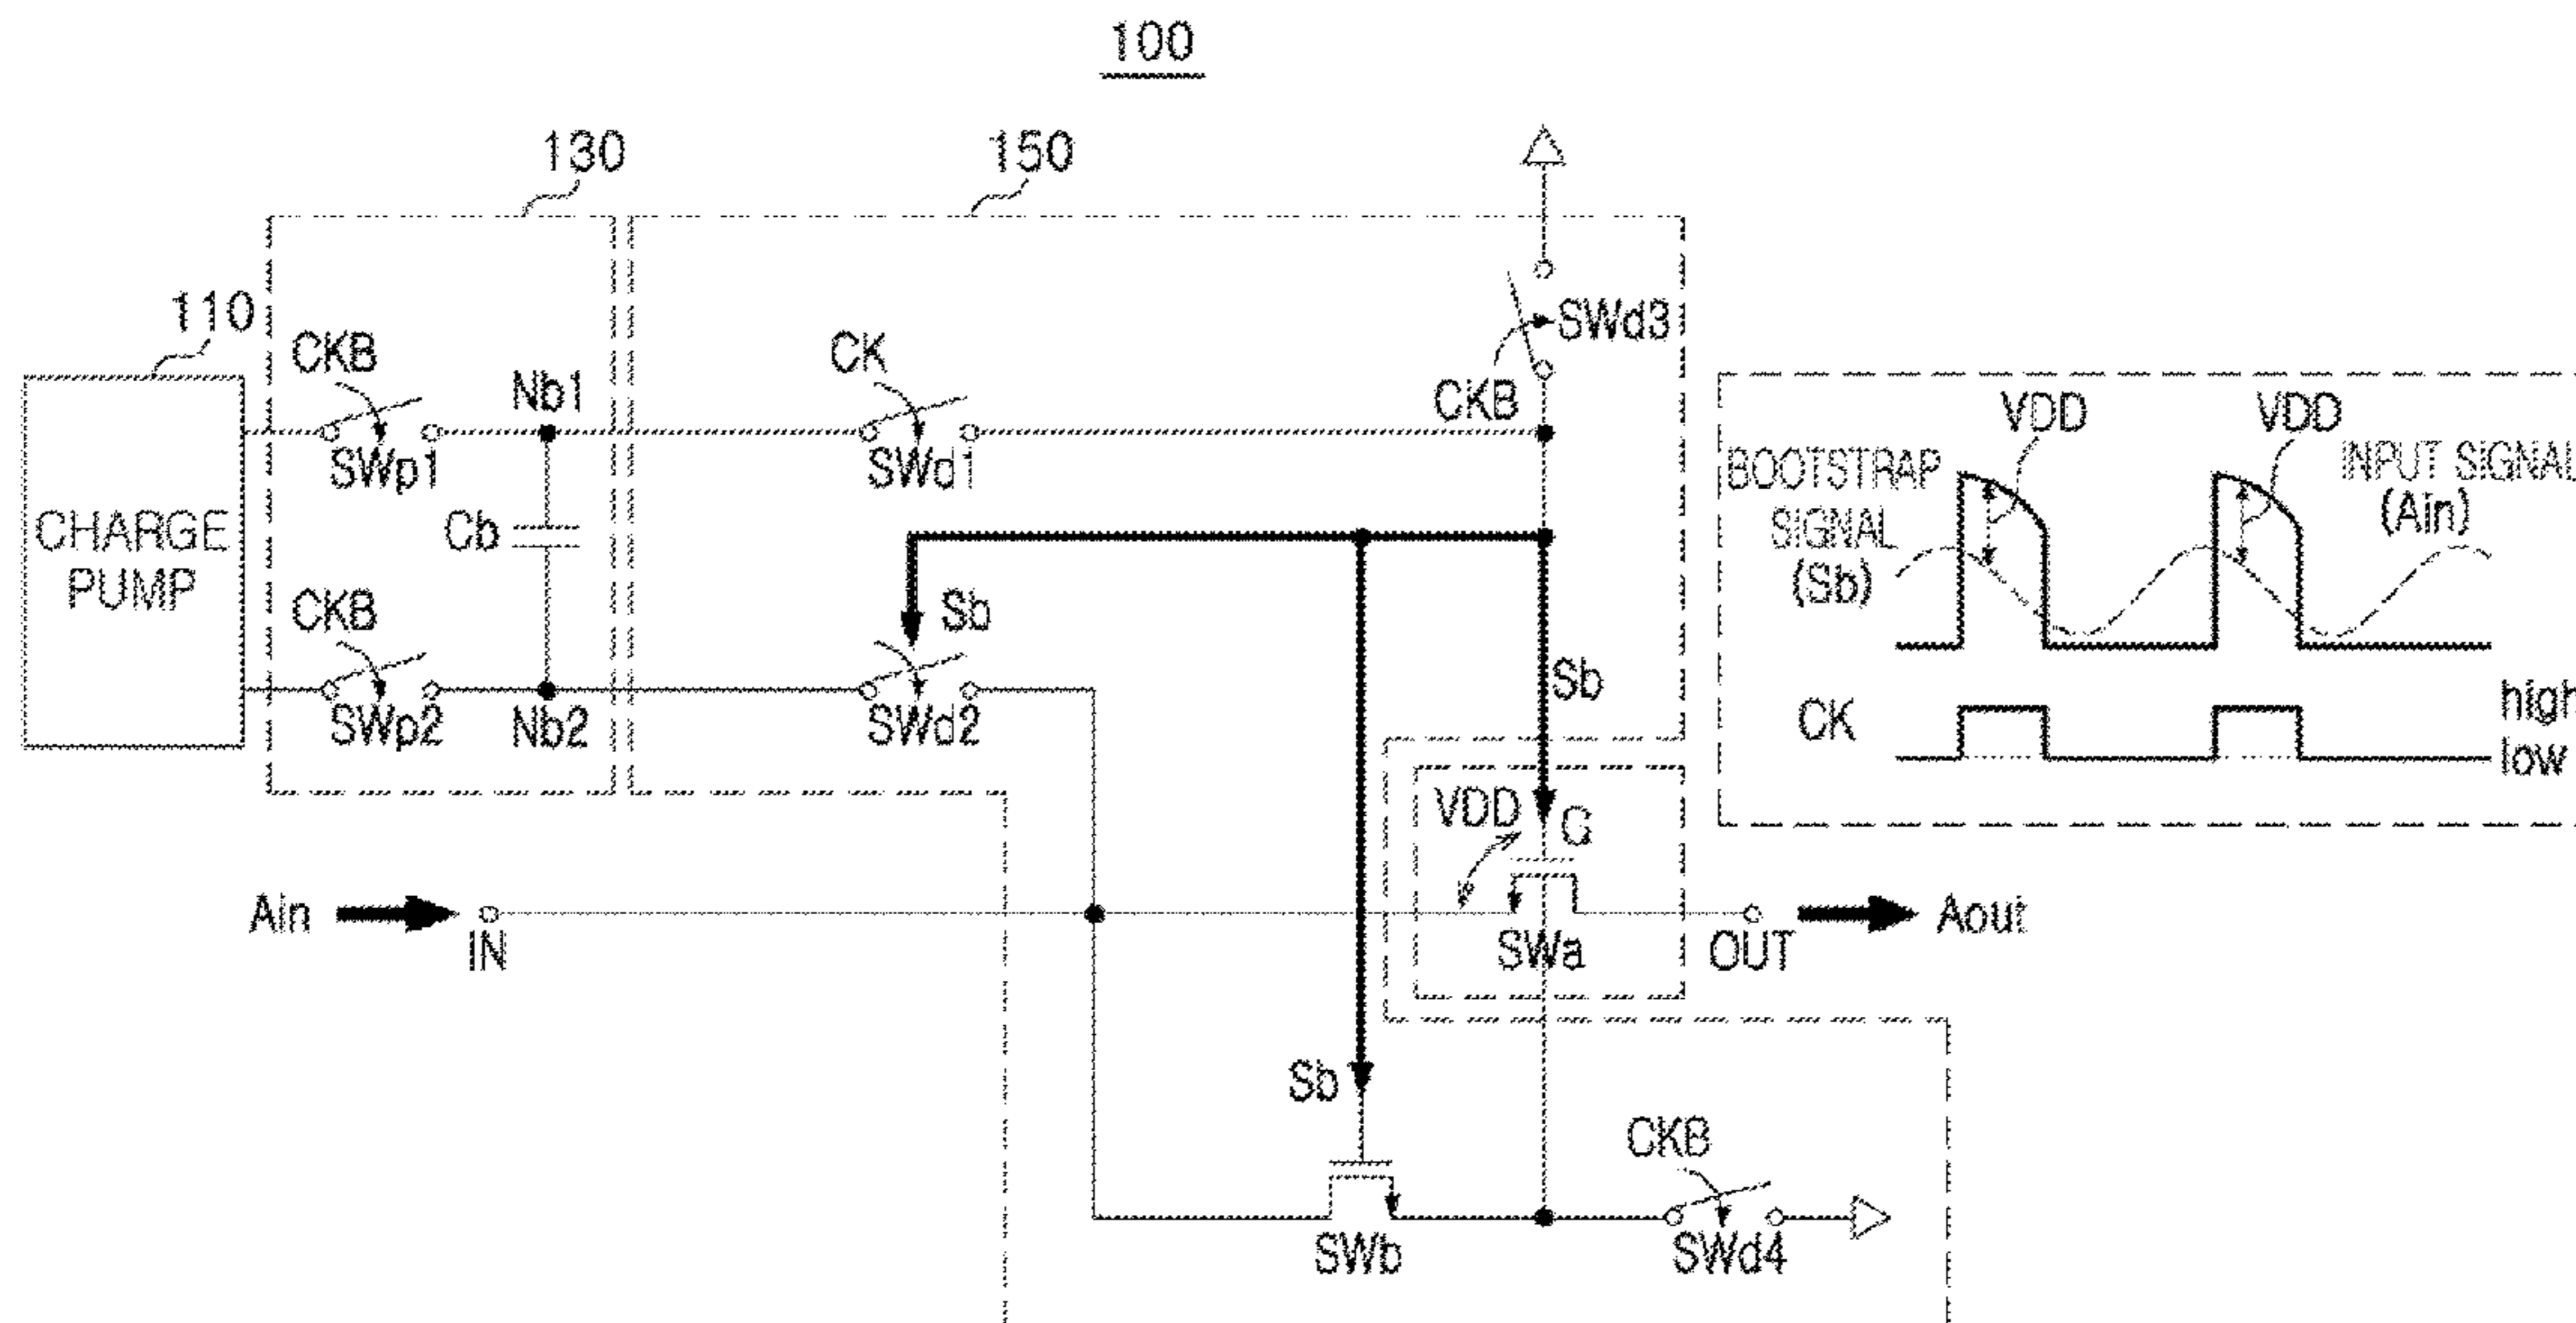 100
130
150
110
CKB
CK
SWd3
Nb1
CKB
SWp1
SWd1
CHARGE
PUMP
Cb
CKB
Sb
SWp2
Nb2
SWd2
Sb
VDD
G
Ain
IN
SWa
OUT
Aout
Sb
CKB
SWb
SWd4
VDD
VDD
BOOTSTRAP
SIGNAL
(Sb)
INPUT SIGNAL
(Ain)
CK
high
low